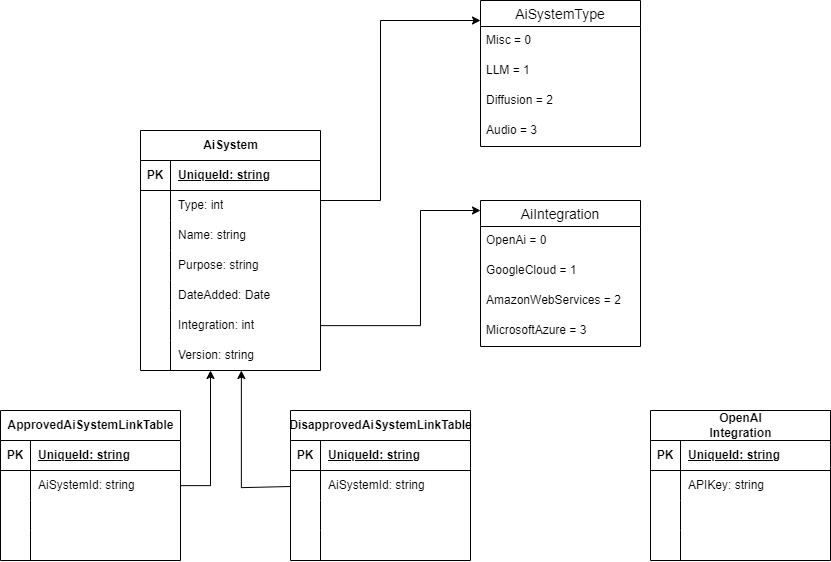 AiSystemType
Misc = 0
LLM = 1
Diffusion = 2
Audio = 3
AiSystem
PK UniqueId: string
Type: int
Name: string
Purpose: string
DateAdded: Date
Integration: int
Version: string
AiIntegration
OpenAi = 0
GoogleCloud = 1
AmazonWebServices = 2
MicrosoftAzure = 3
ApprovedAiSystemLinkTable
PK UniqueId: string
AiSystemId: string
DisapprovedAiSystemLinkTable
PK UniqueId: string
AiSystemId: string
OpenAI
Integration
PK UniqueId: string
APIKey: string